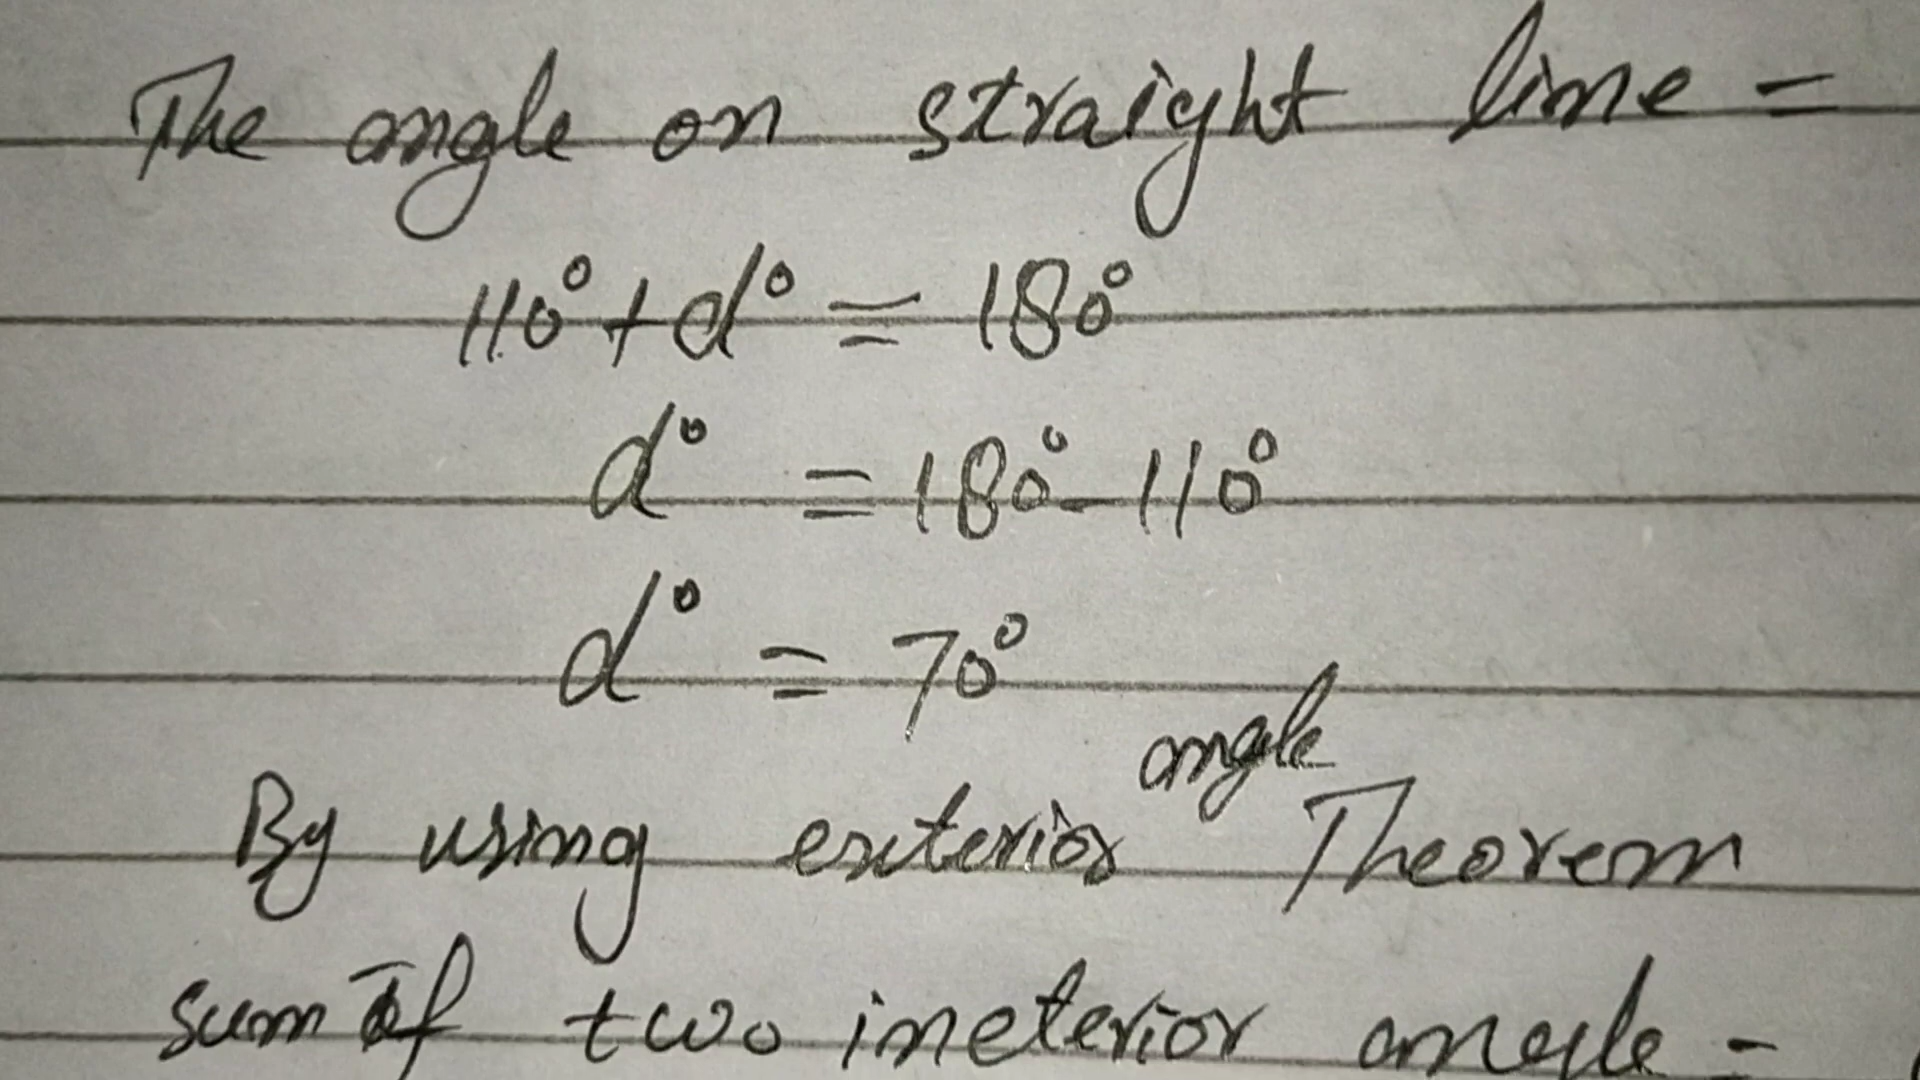 The angle on straight line =
110° + d° = 180°
d° = 180° - 110°
d° = 70°
By using exterior angle Theorem
sum of two ineterior angle =